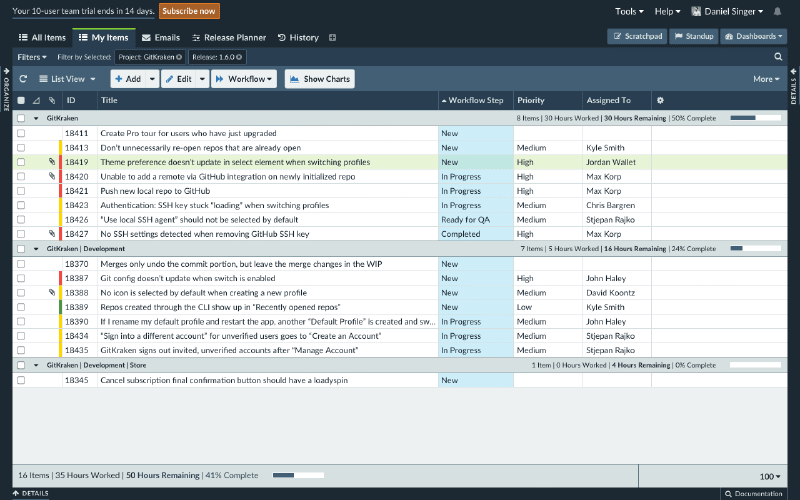 Your 10-user team trial ends in 14 days. Subscribe now Tools Help Daniel Singer
All Items My Items Emails Release Planner History Scratchpad Standup Dashboards
Filters Filter by Selected: Project: GitKraken Release: 1.6.0
List View Add Edit Workflow Show Charts More
ORGANIZE
DETAILS
ID Title Workflow Step Priority Assigned To
GitKraken 8 Items | 30 Hours Worked | 30 Hours Remaining | 50% Complete
18411 Create Pro tour for users who have just upgraded New
18413 Don't unnecessarily re-open repos that are already open New Medium Kyle Smith
18419 Theme preference doesn't update in select element when switching profiles New High Jordan Wallet
18420 Unable to add a remote via GitHub integration on newly initialized repo In Progress High Max Korp
18421 Push new local repo to GitHub In Progress High Max Korp
18423 Authentication: SSH key stuck "loading" when switching profiles In Progress Medium Chris Bargren
18426 "Use local SSH agent" should not be selected by default Ready for QA Medium Stjepan Rajko
18427 No SSH settings detected when removing GitHub SSH key Completed High Max Korp
GitKraken | Development 7 Items | 5 Hours Worked | 16 Hours Remaining | 24% Complete
18370 Merges only undo the commit portion, but leave the merge changes in the WIP New
18387 Git config doesn't update when switch is enabled New High John Haley
18388 No icon is selected by default when creating a new profile New Medium David Koontz
18389 Repos created through the CLI show up in "Recently opened repos" New Low Kyle Smith
18390 If I rename my default profile and restart the app, another "Default Profile" is created and sw... In Progress Medium John Haley
18434 "Sign into a different account" for unverified users goes to "Create an Account" In Progress Medium Stjepan Rajko
18435 GitKraken signs out invited, unverified accounts after "Manage Account" In Progress Medium Stjepan Rajko
GitKraken | Development | Store 1 Item | 0 Hours Worked | 4 Hours Remaining | 0% Complete
18345 Cancel subscription final confirmation button should have a loadyspin New
16 Items | 35 Hours Worked | 50 Hours Remaining | 41% Complete 100
DETAILS Documentation